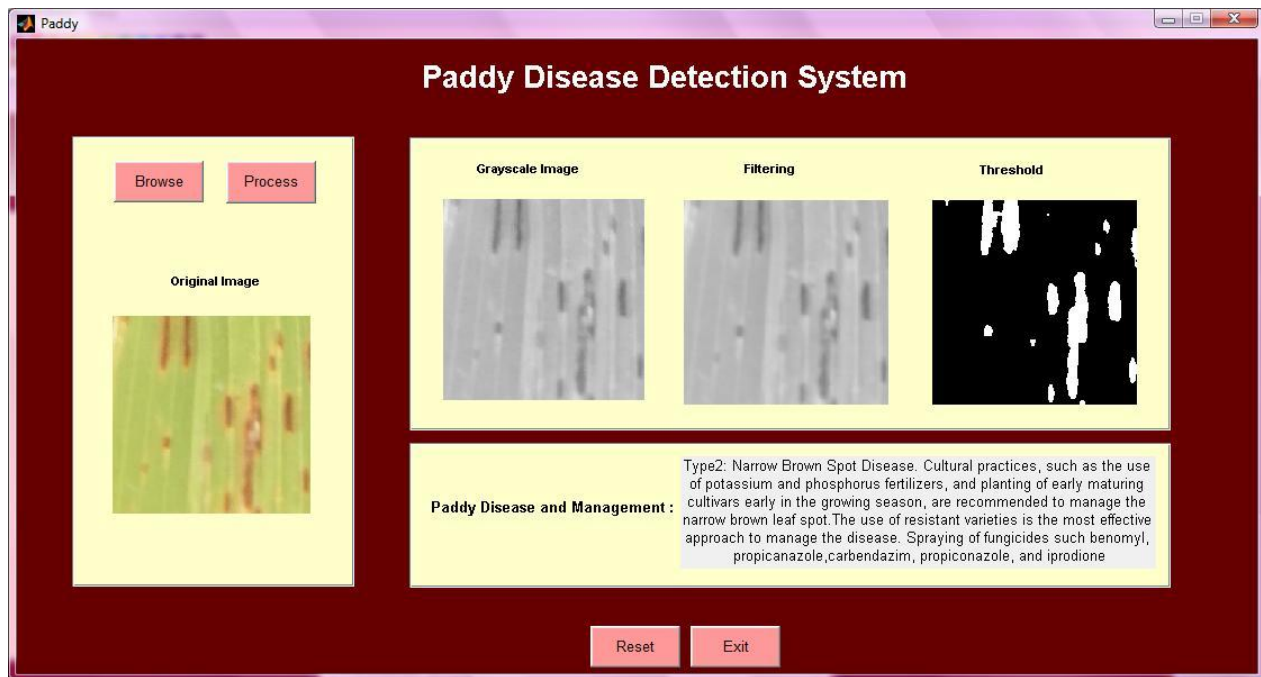 Paddy
Paddy Disease Detection System
Browse
Process
Original Image
Grayscale Image
Filtering
Threshold
Paddy Disease and Management :
Type2: Narrow Brown Spot Disease. Cultural practices, such as the use
of potassium and phosphorus fertilizers, and planting of early maturing
cultivars early in the growing season, are recommended to manage the
narrow brown leaf spot.The use of resistant varieties is the most effective
approach to manage the disease. Spraying of fungicides such benomyl,
propicanazole,carbendazim, propiconazole, and iprodione
Reset
Exit